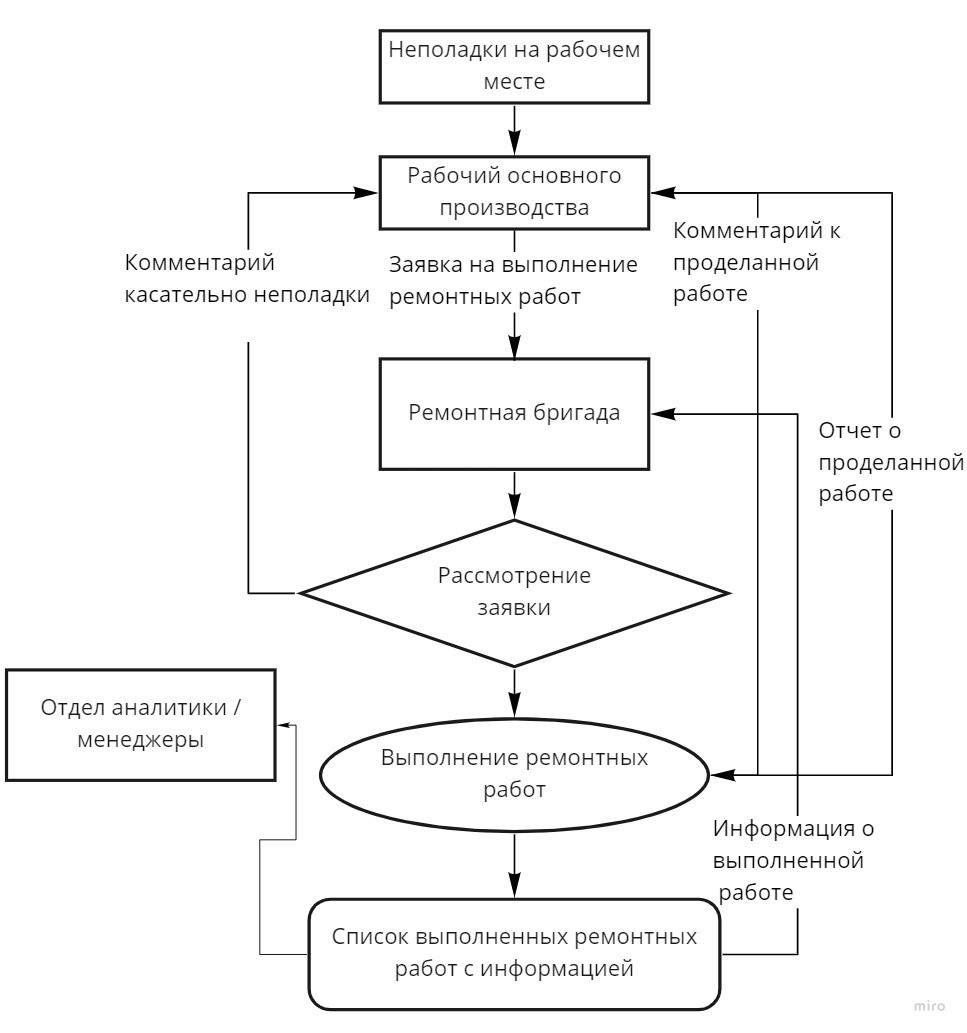 Неполадки на рабочем
месте
Рабочий основного
производства
Комментарий
касательно неполадки
Заявка на выполнение
ремонтных работ
Комментарий к
проделанной
работе
Ремонтная бригада
Отчет о
проделанной
работе
Рассмотрение
заявки
Отдел аналитики /
менеджеры
Выполнение ремонтных
работ
Информация о
выполненной
работе
Список выполненных ремонтных
работ с информацией
miro